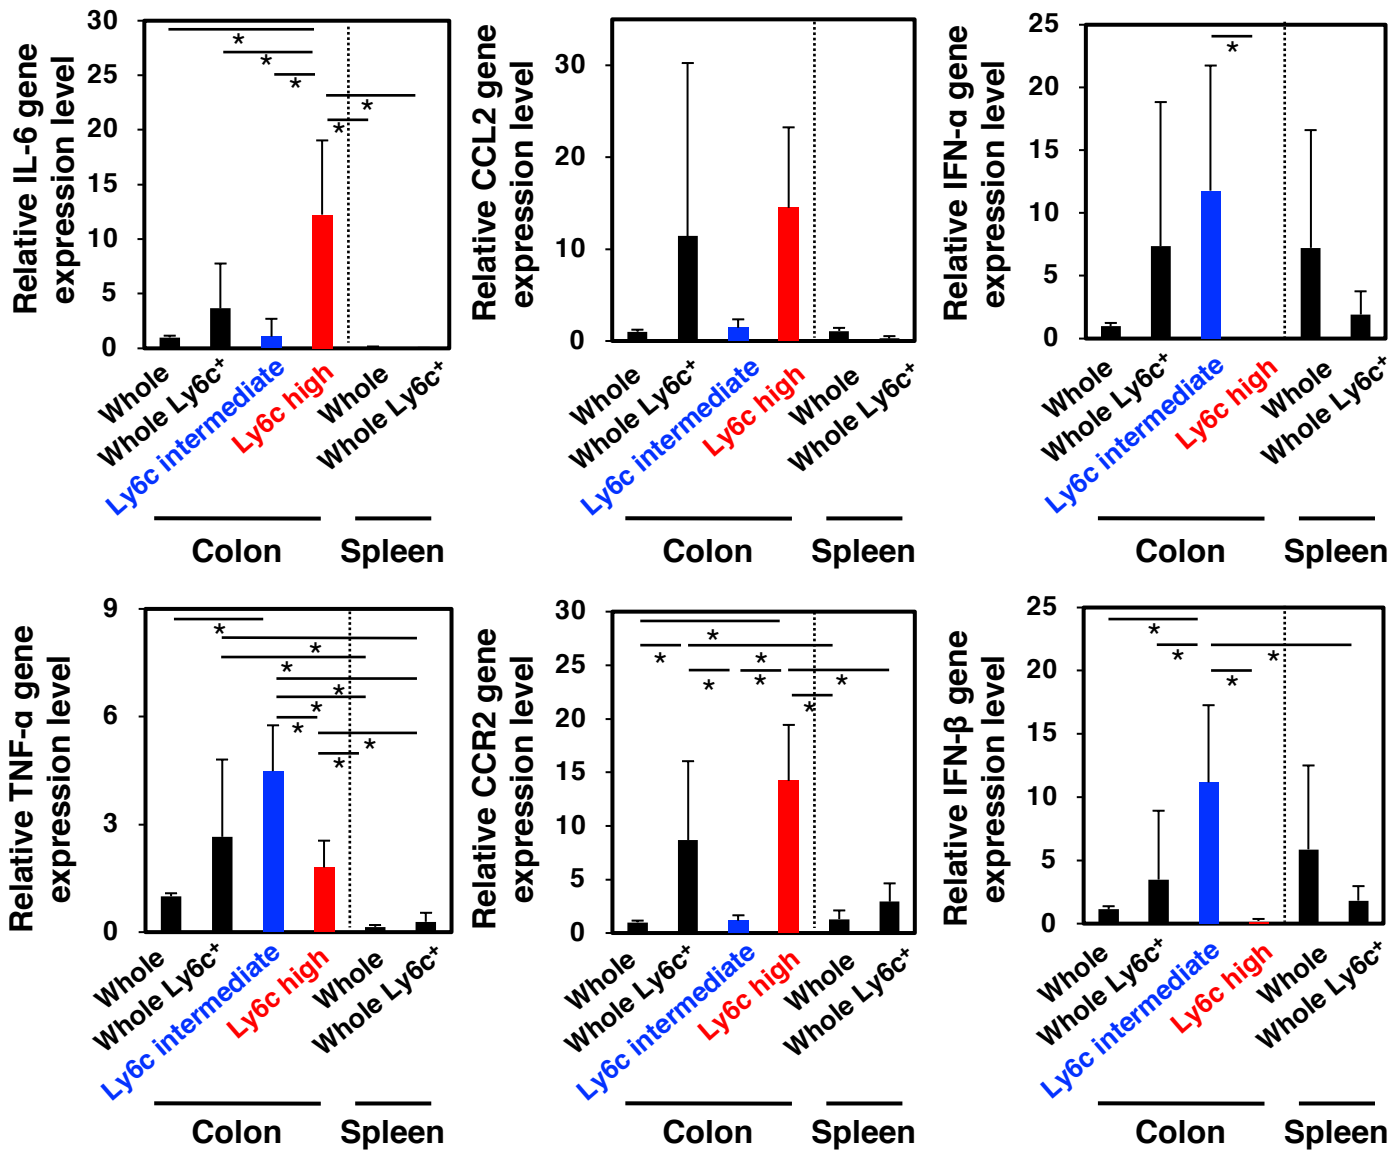 Relative IL-6 gene
expression level
30
25
20
15
10
5
0
*
*
*
*
*
Whole
Whole Ly6c⁺
Ly6c intermediate
Ly6c high
Whole
Whole Ly6c⁺
Colon
Spleen
Relative CCL2 gene
expression level
30
20
10
0
Whole
Whole Ly6c⁺
Ly6c intermediate
Ly6c high
Whole
Whole Ly6c⁺
Colon
Spleen
Relative IFN-α gene
expression level
25
20
15
10
5
0
*
Whole
Whole Ly6c⁺
Ly6c intermediate
Ly6c high
Whole
Whole Ly6c⁺
Colon
Spleen
Relative TNF-α gene
expression level
9
6
3
0
*
*
*
*
*
*
*
*
Whole
Whole Ly6c⁺
Ly6c intermediate
Ly6c high
Whole
Whole Ly6c⁺
Colon
Spleen
Relative CCR2 gene
expression level
30
25
20
15
10
5
0
*
*
*
*
*
*
*
Whole
Whole Ly6c⁺
Ly6c intermediate
Ly6c high
Whole
Whole Ly6c⁺
Colon
Spleen
Relative IFN-β gene
expression level
25
20
15
10
5
0
*
*
*
*
Whole
Whole Ly6c⁺
Ly6c intermediate
Ly6c high
Whole
Whole Ly6c⁺
Colon
Spleen